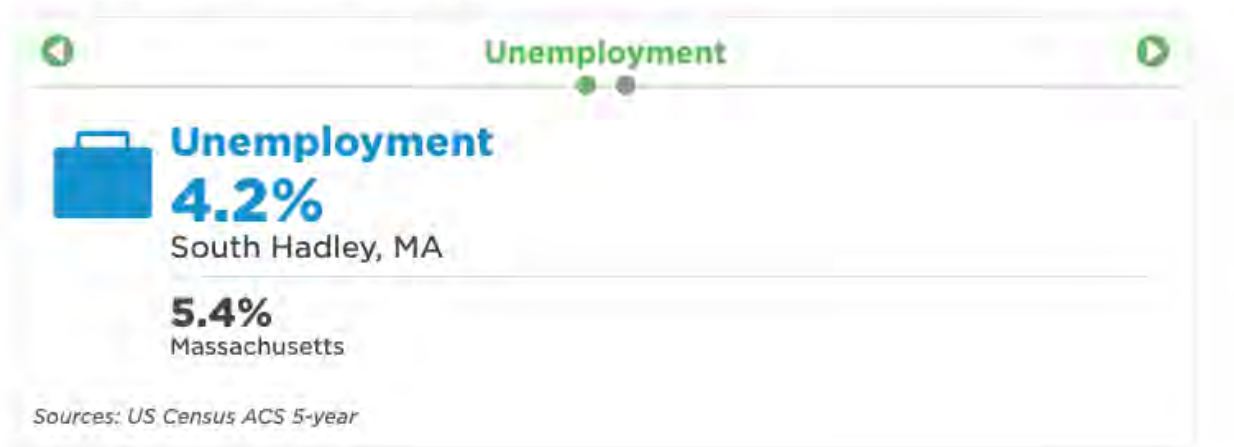 Unemployment
Unemployment
4.2%
South Hadley, MA
5.4%
Massachusetts
Sources: US Census ACS 5-year